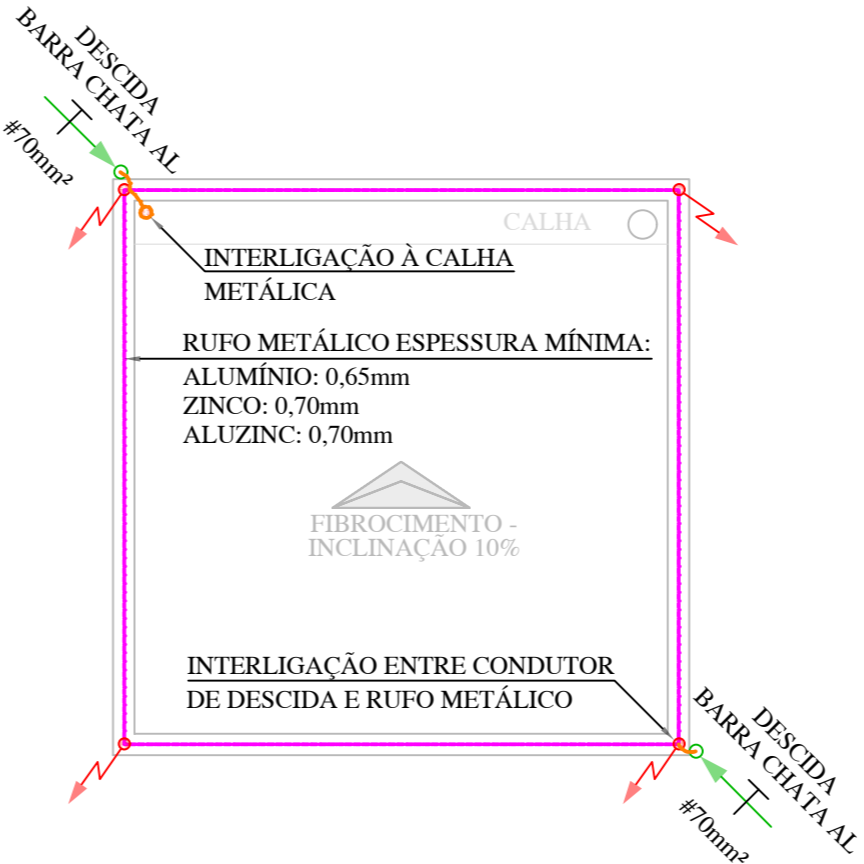 DESCIDA
BARRA CHATA AL
#70mm²
CALHA
INTERLIGAÇÃO À CALHA
METÁLICA
RUFO METÁLICO ESPESSURA MÍNIMA:
ALUMÍNIO: 0,65mm
ZINCO: 0,70mm
ALUZINC: 0,70mm
FIBROCIMENTO -
INCLINAÇÃO 10%
INTERLIGAÇÃO ENTRE CONDUTOR
DE DESCIDA E RUFO METÁLICO
DESCIDA
BARRA CHATA AL
#70mm²